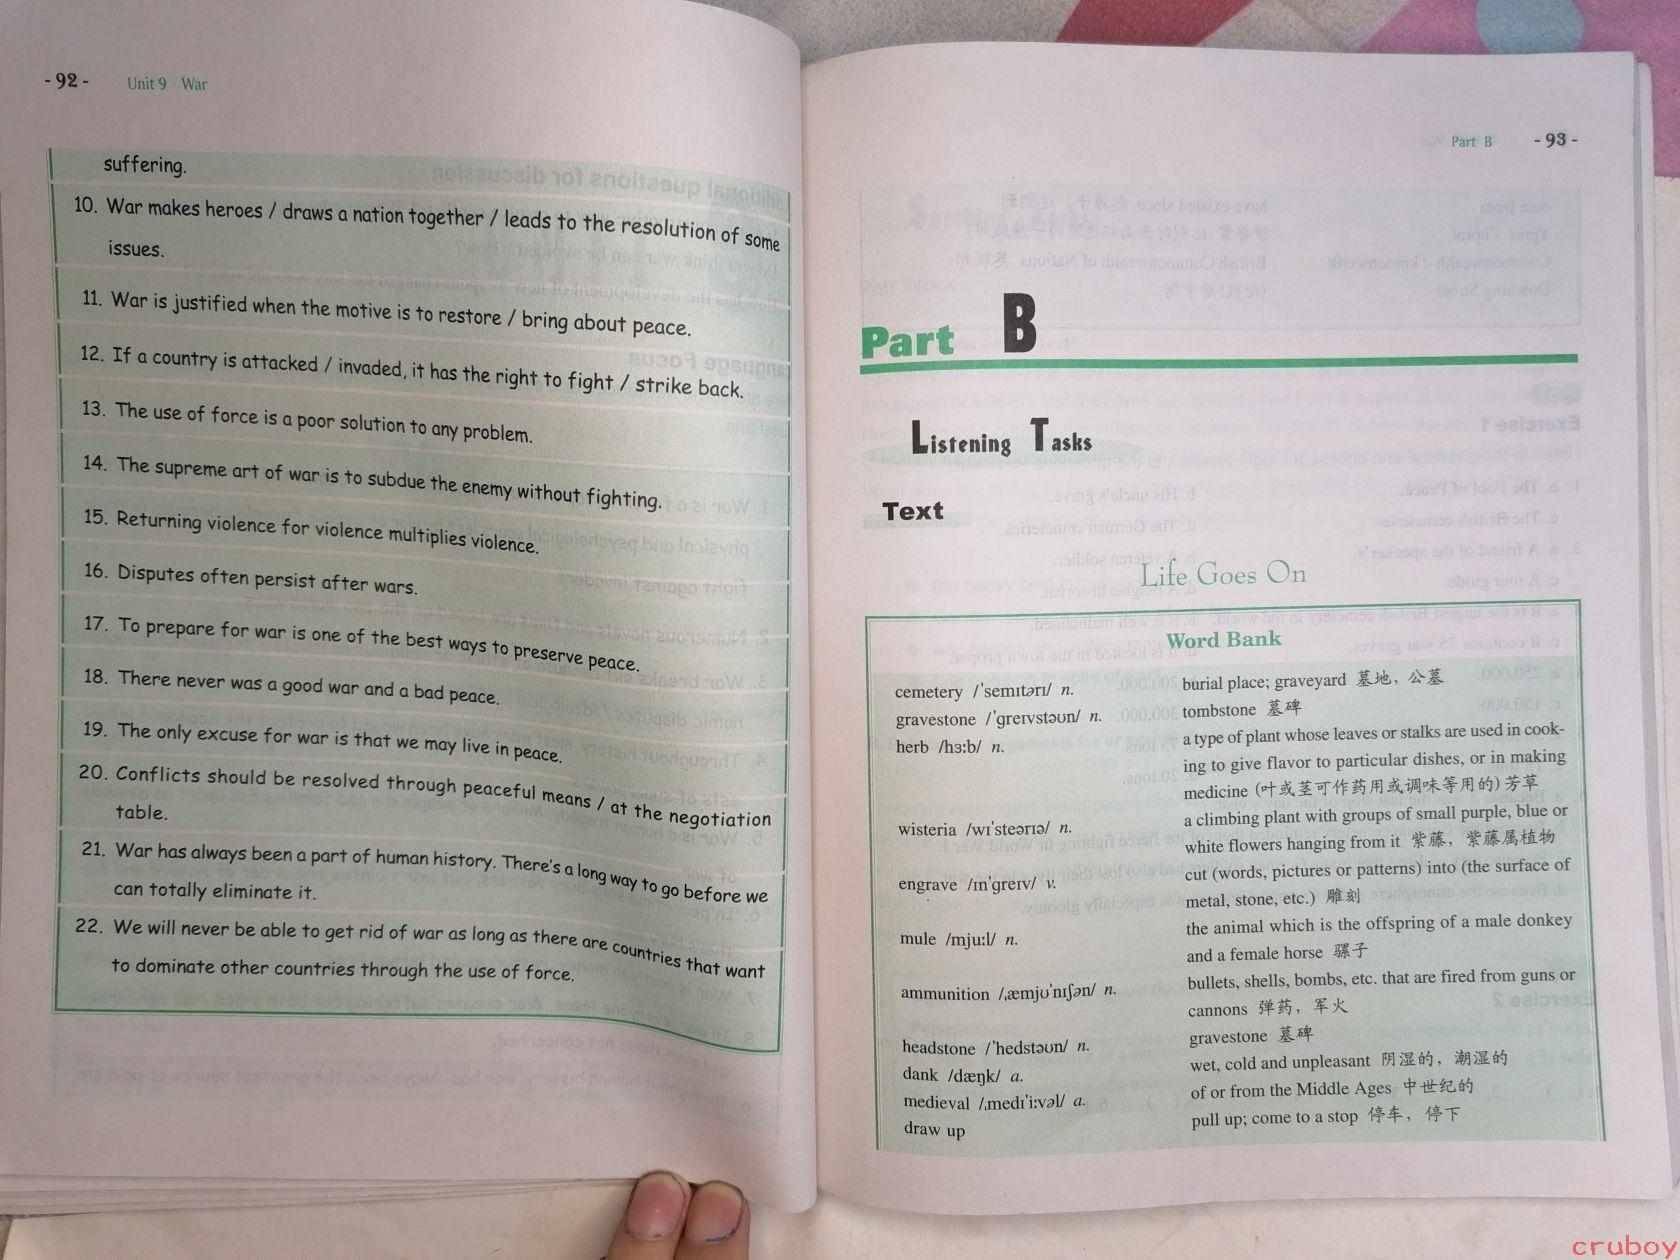 - 92 - Unit 9 War
suffering.
10. War makes heroes / draws a nation together / leads to the resolution of some
issues.
11. War is justified when the motive is to restore / bring about peace.
12. If a country is attacked / invaded, it has the right to fight / strike back.
13. The use of force is a poor solution to any problem.
14. The supreme art of war is to subdue the enemy without fighting.
15. Returning violence for violence multiplies violence.
16. Disputes often persist after wars.
17. To prepare for war is one of the best ways to preserve peace.
18. There never was a good war and a bad peace.
19. The only excuse for war is that we may live in peace.
20. Conflicts should be resolved through peaceful means / at the negotiation
table.
21. War has always been a part of human history. There's a long way to go before we
can totally eliminate it.
22. We will never be able to get rid of war as long as there are countries that want
to dominate other countries through the use of force.
Part B - 93 -
Part B
Listening Tasks
Text
Life Goes On
Word Bank
cemetery /ˈsemɪtərɪ/ n. burial place; graveyard 墓地，公墓
gravestone /ˈgreɪvstəʊn/ n. tombstone 墓碑
herb /hɜːb/ n. a type of plant whose leaves or stalks are used in cook-
ing to give flavor to particular dishes, or in making
medicine (叶或茎可作药用或调味等用的) 芳草
wisteria /wɪˈsteərɪə/ n. a climbing plant with groups of small purple, blue or
white flowers hanging from it 紫藤，紫藤属植物
engrave /ɪnˈgreɪv/ v. cut (words, pictures or patterns) into (the surface of
metal, stone, etc.) 雕刻
mule /mjuːl/ n. the animal which is the offspring of a male donkey
and a female horse 骡子
ammunition /ˌæmjʊˈnɪʃən/ n. bullets, shells, bombs, etc. that are fired from guns or
cannons 弹药，军火
headstone /ˈhedstəʊn/ n. gravestone 墓碑
dank /dæŋk/ a. wet, cold and unpleasant 阴湿的，潮湿的
medieval /ˌmedɪˈiːvəl/ a. of or from the Middle Ages 中世纪的
draw up pull up; come to a stop 停车，停下
cruboy